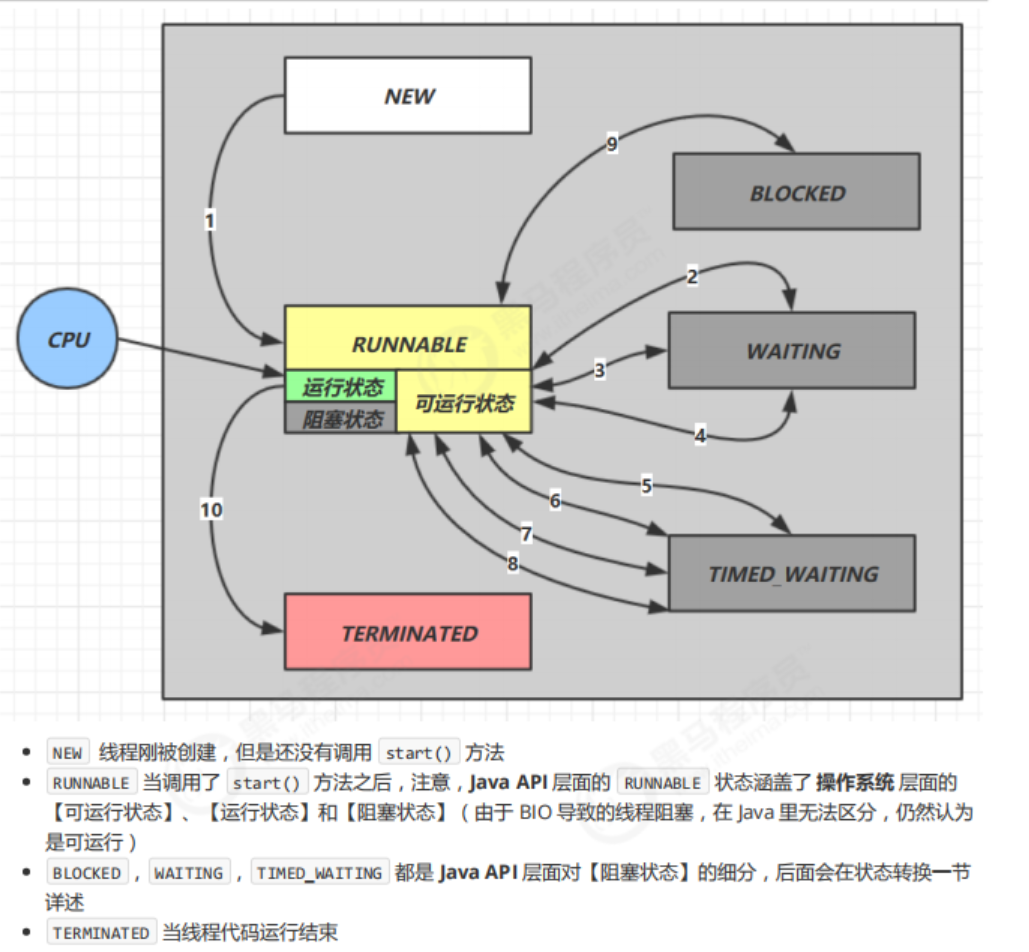 NEW
9
BLOCKED
1
2
CPU
RUNNABLE
WAITING
3
运行状态
可运行状态
阻塞状态
4
5
6
10
7
8
TIMED_WAITING
TERMINATED
黑马程序员
www.itheima.com
NEW 线程刚被创建，但是还没有调用 start() 方法
RUNNABLE 当调用了 start() 方法之后，注意，Java API 层面的 RUNNABLE 状态涵盖了 操作系统 层面的
【可运行状态】、【运行状态】和【阻塞状态】（由于 BIO 导致的线程阻塞，在 Java 里无法区分，仍然认为
是可运行）
BLOCKED ， WAITING ， TIMED_WAITING 都是 Java API 层面对【阻塞状态】的细分，后面会在状态转换一节
详述
TERMINATED 当线程代码运行结束